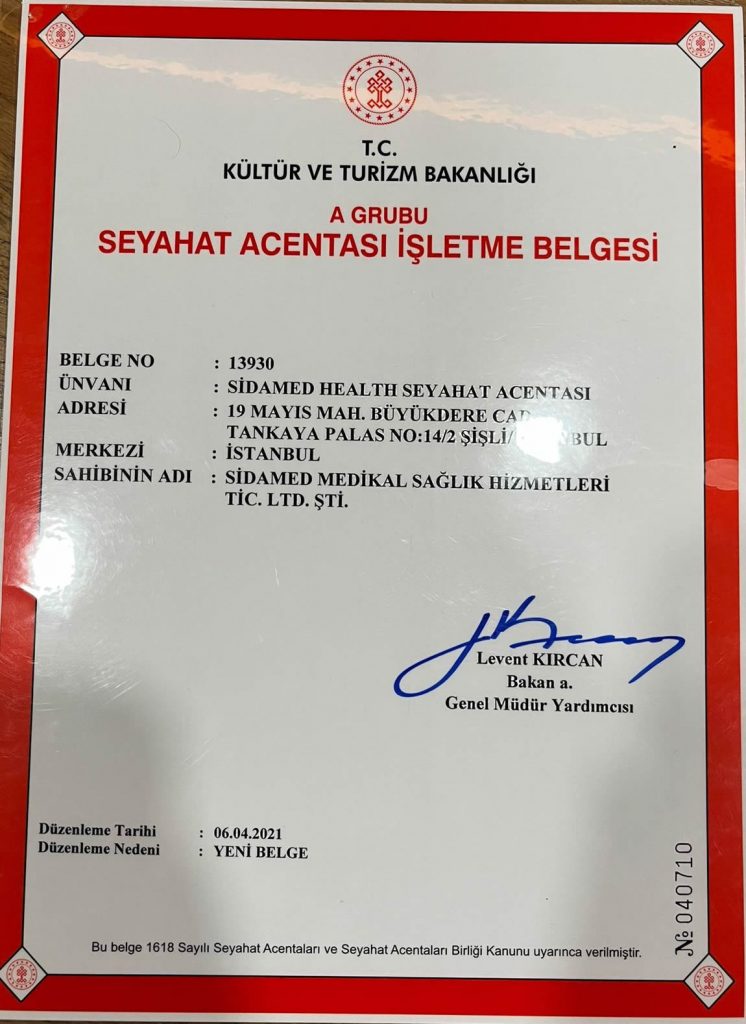 T.C.
KÜLTÜR VE TURİZM BAKANLIĞI
A GRUBU
SEYAHAT ACENTASI İŞLETME BELGESİ
BELGE NO : 13930
ÜNVANI : SİDAMED HEALTH SEYAHAT ACENTASI
ADRESİ : 19 MAYIS MAH. BÜYÜKDERE CAD
TANKAYA PALAS NO:14/2 ŞİŞLİ/
MERKEZİ : İSTANBUL
SAHİBİNİN ADI : SİDAMED MEDİKAL SAĞLIK HİZMETLERİ
TİC. LTD. ŞTİ.
Levent KIRCAN
Bakan a.
Genel Müdür Yardımcısı
Düzenleme Tarihi : 06.04.2021
Düzenleme Nedeni : YENİ BELGE
№ 040710
Bu belge 1618 Sayılı Seyahat Acentaları ve Seyahat Acentaları Birliği Kanunu uyarınca verilmiştir.